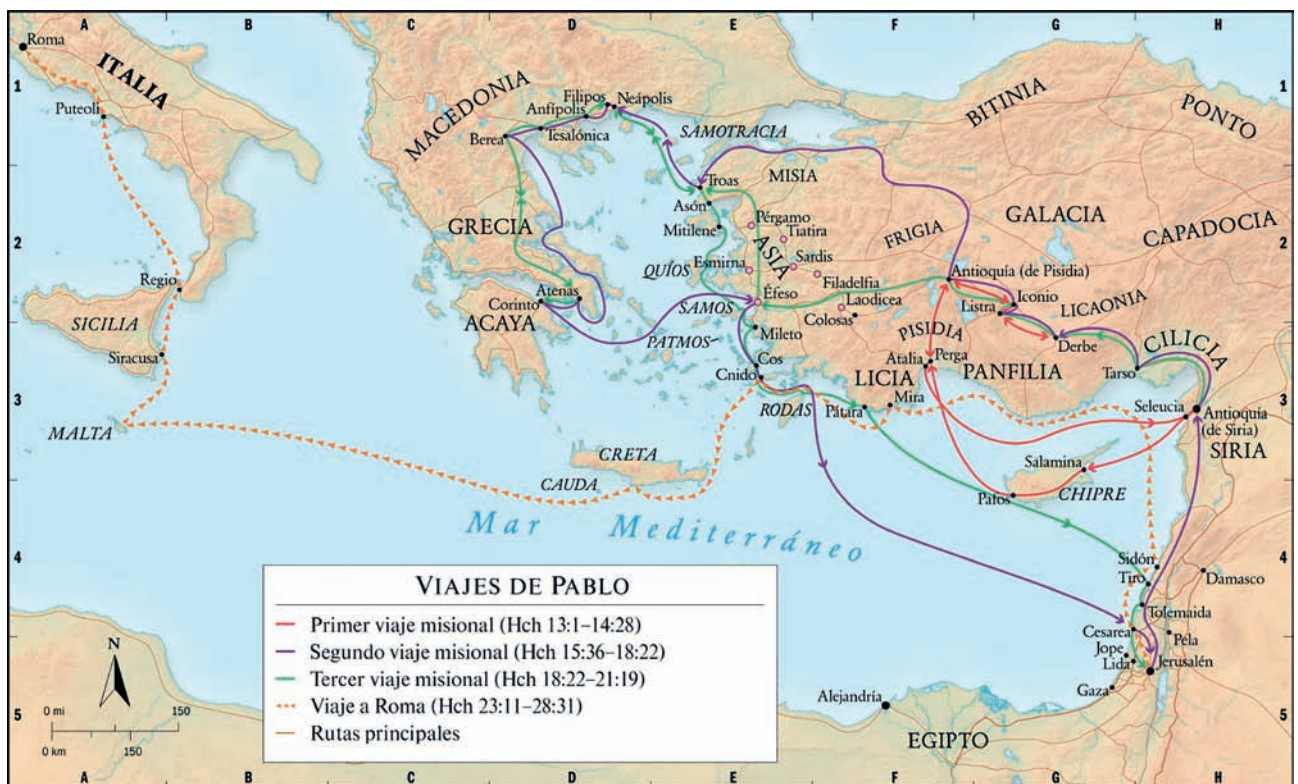 A B C D E F G H
1
2
3
4
5
Roma
ITALIA
Puteoli
Regio
SICILIA
Siracusa
MALTA
MACEDONIA
Filipos
Neápolis
Anfípolis
Berea
Tesalónica
SAMOTRACIA
GRECIA
Atenas
Corinto
ACAYA
BITINIA
PONTO
Troas
MISIA
Asón
Pérgamo
Mitilene
Tiatira
ASIA
FRIGIA
GALACIA
CAPADOCIA
QUÍOS
Esmirna
Sardis
Filadelfia
Antioquía (de Pisidia)
Éfeso
Laodicea
Colosas
SAMOS
PATMOS
Mileto
Iconio
Listra
LICAONIA
PISIDIA
Derbe
CILICIA
Cos
Cnido
Atalia
Perga
LICIA
PANFILIA
Tarso
RODAS
Pátara
Mira
Seleucia
Antioquía
(de Siria)
SIRIA
CRETA
CAUDA
Salamina
CHIPRE
Pafos
Mar Mediterráneo
Sidón
Tiro
Damasco
Tolemaida
Cesarea
Pela
Jope
Lida
Jerusalén
Gaza
Alejandría
EGIPTO
VIAJES DE PABLO
Primer viaje misional (Hch 13:1–14:28)
Segundo viaje misional (Hch 15:36–18:22)
Tercer viaje misional (Hch 18:22–21:19)
Viaje a Roma (Hch 23:11–28:31)
Rutas principales
N
0 mi 150
0 km 150
1
2
3
4
5
A B C D E F G H